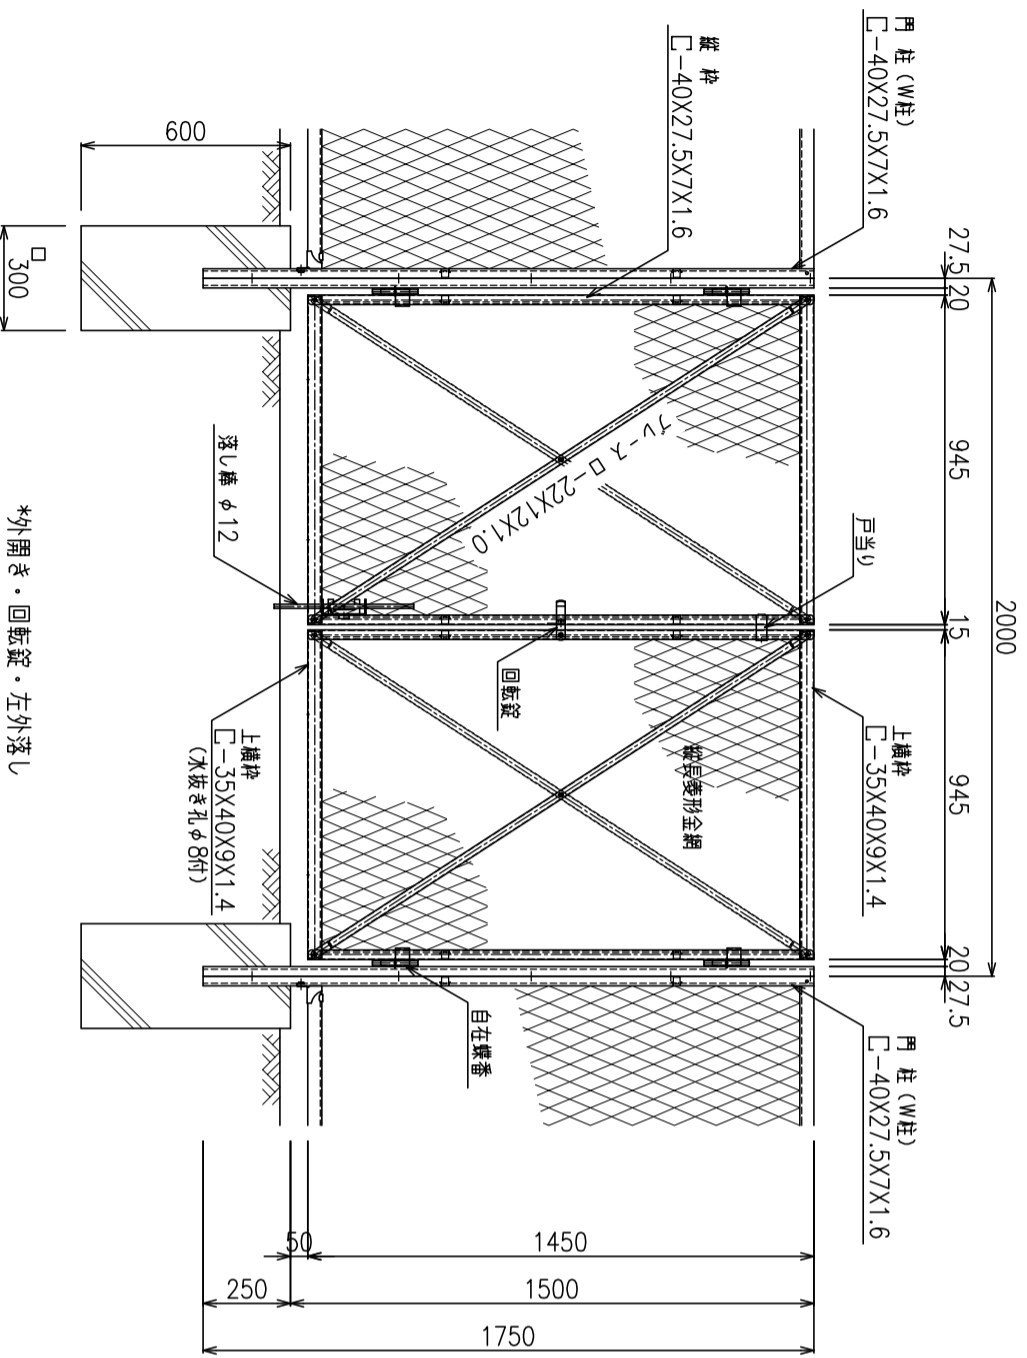 門 柱（W柱）
[-40X27.5X7X1.6
縦 枠
[-40X27.5X7X1.6
2000
27.5
20
945
15
945
20
27.5
戸当り
上横枠
[-35X40X9X1.4
門 柱（W柱）
[-40X27.5X7X1.6
ブレース ロ-22X12X1.0
縦長菱形金網
回転錠
自在蝶番
落し棒 φ12
上横枠
[-35X40X9X1.4
（水抜き孔φ8付）
600
□
300
50
1450
250
1500
1750
*外開き・回転錠・左外落し